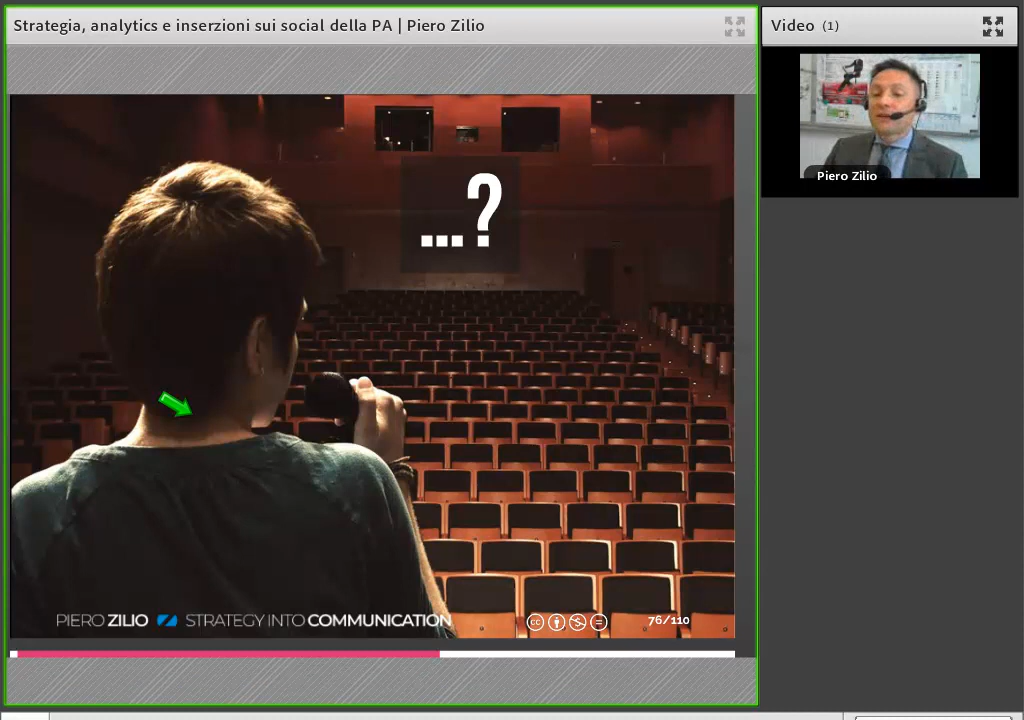 Strategia, analytics e inserzioni sui social della PA | Piero Zilio
Video (1)
Piero Zilio
...?
PIERO ZILIO STRATEGY INTO COMMUNICATION
cc
76/110